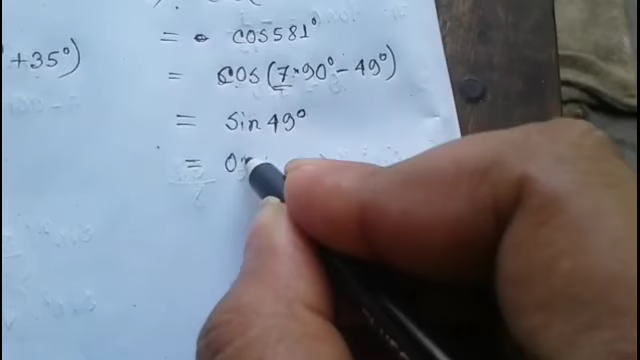 = cos581°
+35°)
= cos(7×90°-49°)
= sin49°
= 0